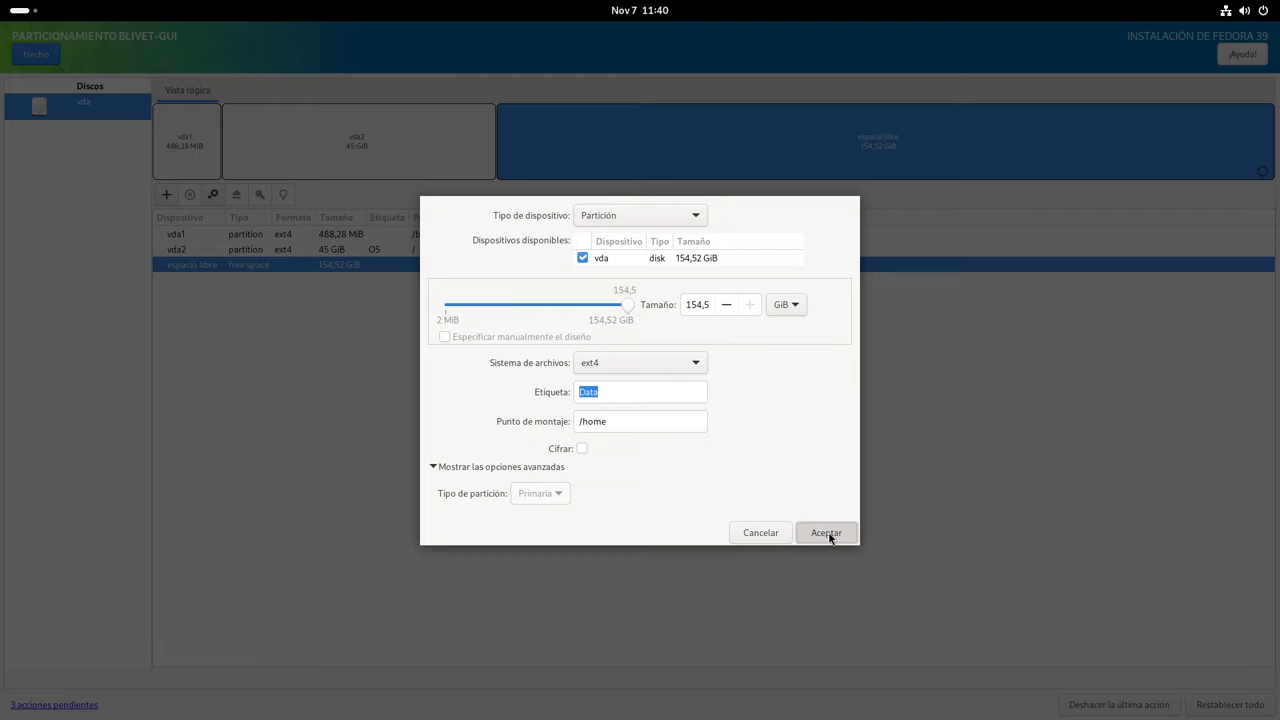 Nov 7  11:40
PARTICIONAMIENTO BLIVET-GUI
INSTALACIÓN DE FEDORA 39
Hecho
¡Ayuda!
Discos
vda
Vista lógica
vda1
488,28 MiB
vda2
45 GiB
espacio libre
154,52 GiB
Dispositivo Tipo Formato Tamaño Etiqueta
vda1 partition ext4 488,28 MiB
vda2 partition ext4 45 GiB OS /
espacio libre free space 154,52 GiB
Tipo de dispositivo: Partición
Dispositivos disponibles:
Dispositivo Tipo Tamaño
vda disk 154,52 GiB
154,5
Tamaño: 154,5 GiB
2 MiB 154,52 GiB
Especificar manualmente el diseño
Sistema de archivos: ext4
Etiqueta: Data
Punto de montaje: /home
Cifrar:
Mostrar las opciones avanzadas
Tipo de partición: Primaria
Cancelar Aceptar
3 acciones pendientes
Deshacer la última acción
Restablecer todo